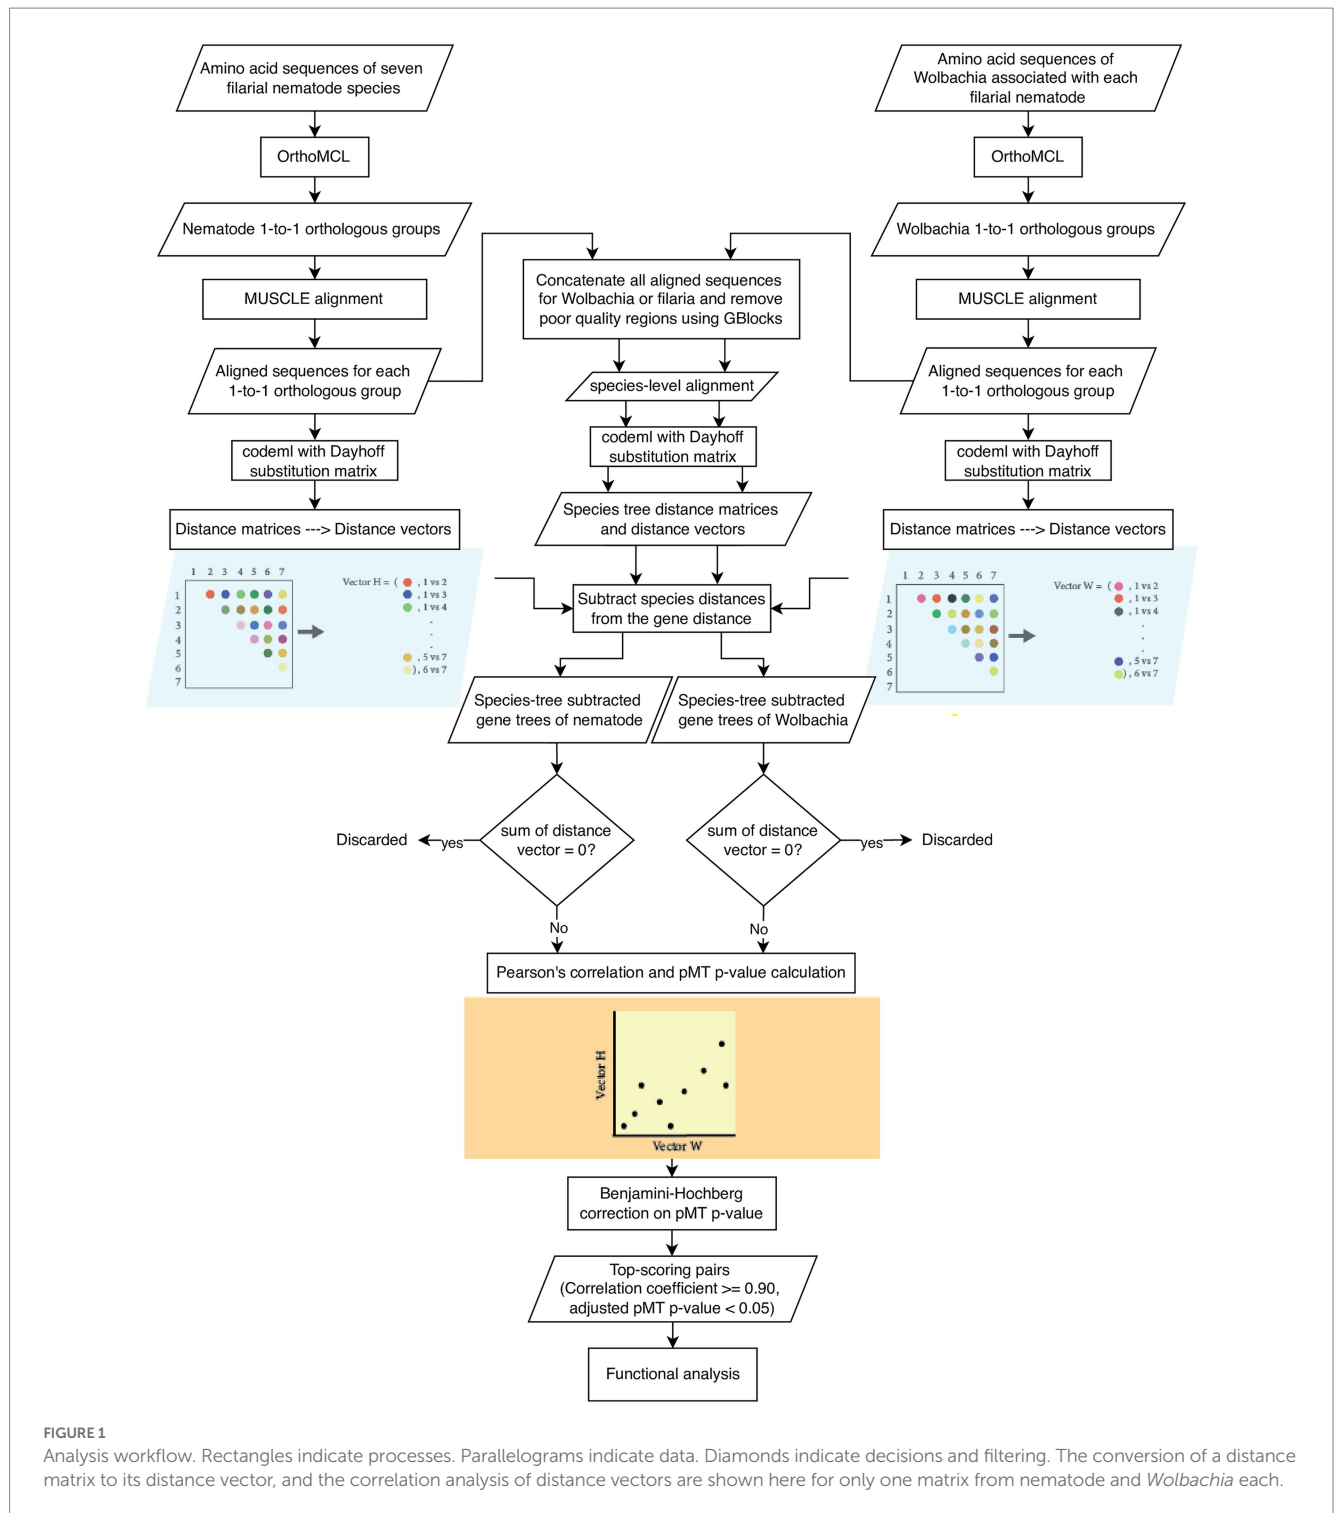 Amino acid sequences of seven
filarial nematode species
OrthoMCL
Nematode 1-to-1 orthologous groups
MUSCLE alignment
Aligned sequences for each
1-to-1 orthologous group
codeml with Dayhoff
substitution matrix
Distance matrices ---> Distance vectors
1 2 3 4 5 6 7
1
2
3
4
5
6
7
Vector H = ( , 1 vs 2
, 1 vs 3
, 1 vs 4
.
.
.
, 5 vs 7
), 6 vs 7
Amino acid sequences of
Wolbachia associated with each
filarial nematode
OrthoMCL
Wolbachia 1-to-1 orthologous groups
MUSCLE alignment
Aligned sequences for each
1-to-1 orthologous group
codeml with Dayhoff
substitution matrix
Distance matrices ---> Distance vectors
1 2 3 4 5 6 7
1
2
3
4
5
6
7
Vector W = ( , 1 vs 2
, 1 vs 3
, 1 vs 4
.
.
.
, 5 vs 7
), 6 vs 7
Concatenate all aligned sequences
for Wolbachia or filaria and remove
poor quality regions using GBlocks
species-level alignment
codeml with Dayhoff
substitution matrix
Species tree distance matrices
and distance vectors
Subtract species distances
from the gene distance
Species-tree subtracted
gene trees of nematode
Species-tree subtracted
gene trees of Wolbachia
sum of distance
vector = 0?
yes
Discarded
No
sum of distance
vector = 0?
yes
Discarded
No
Pearson's correlation and pMT p-value calculation
Vector H
Vector W
Benjamini-Hochberg
correction on pMT p-value
Top-scoring pairs
(Correlation coefficient >= 0.90,
adjusted pMT p-value < 0.05)
Functional analysis
FIGURE 1
Analysis workflow. Rectangles indicate processes. Parallelograms indicate data. Diamonds indicate decisions and filtering. The conversion of a distance
matrix to its distance vector, and the correlation analysis of distance vectors are shown here for only one matrix from nematode and Wolbachia each.